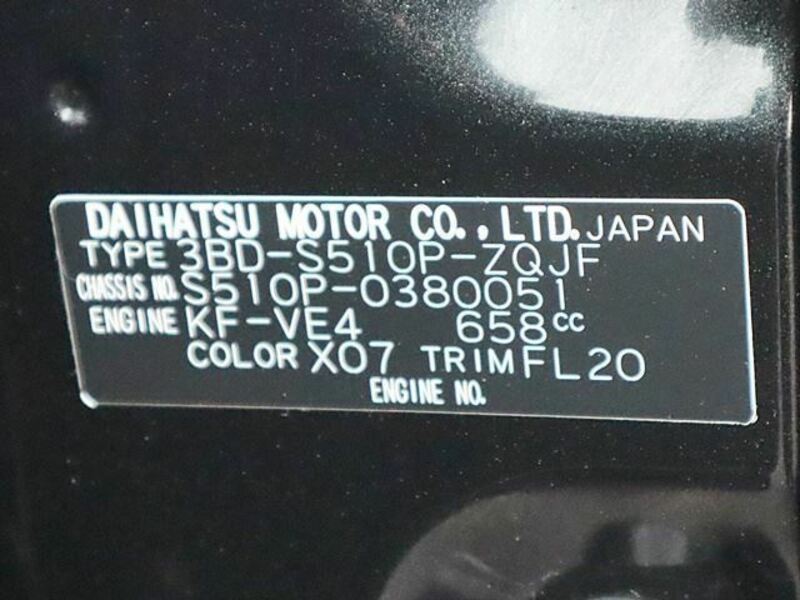 DAIHATSU MOTOR CO., LTD. JAPAN
TYPE 3BD-S510P-ZQJF
CHASSIS NO. S510P-0380051
ENGINE KF-VE4 658cc
COLOR X07 TRIM FL20
ENGINE NO.